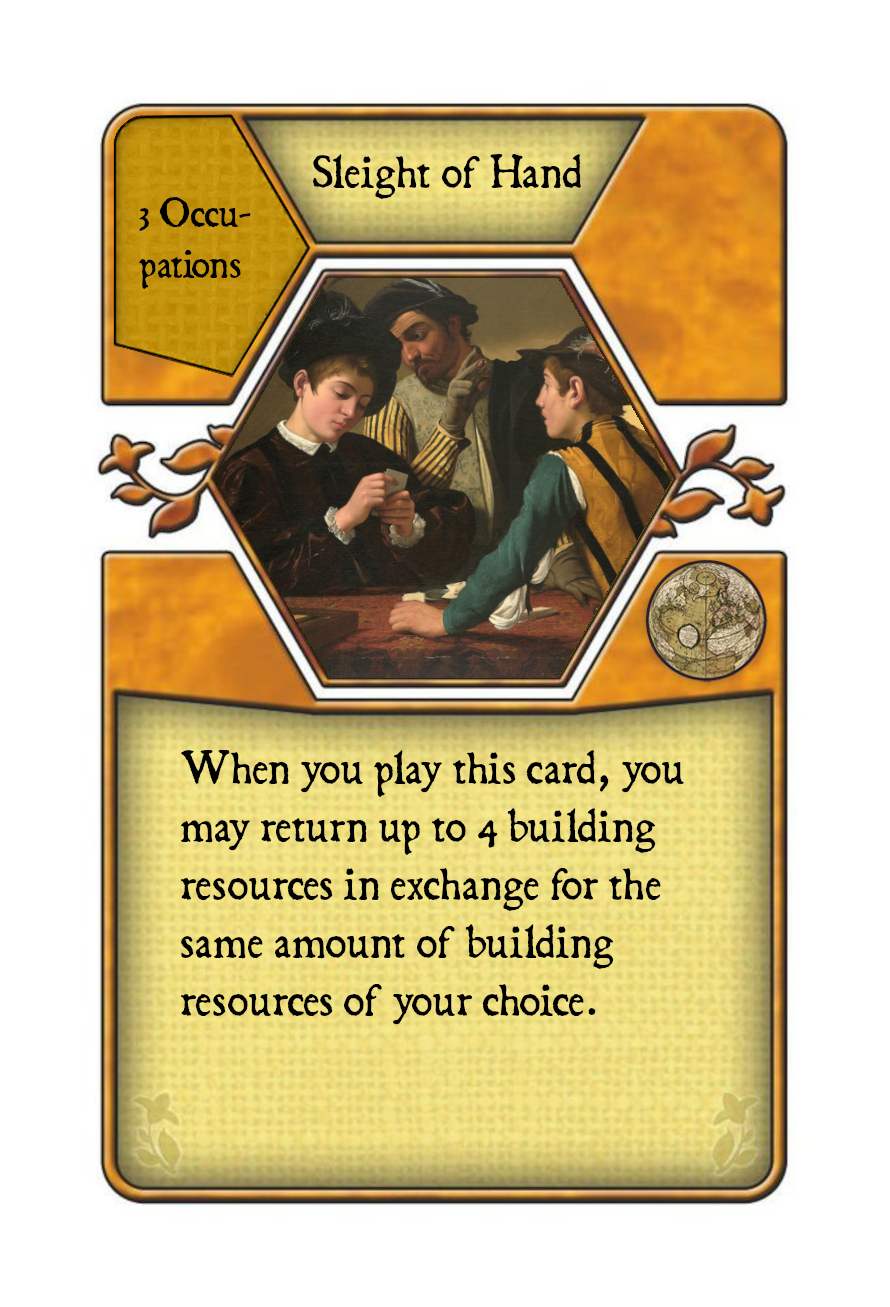 Sleight of Hand
3 Occu-
pations
When you play this card, you
may return up to 4 building
resources in exchange for the
same amount of building
resources of your choice.